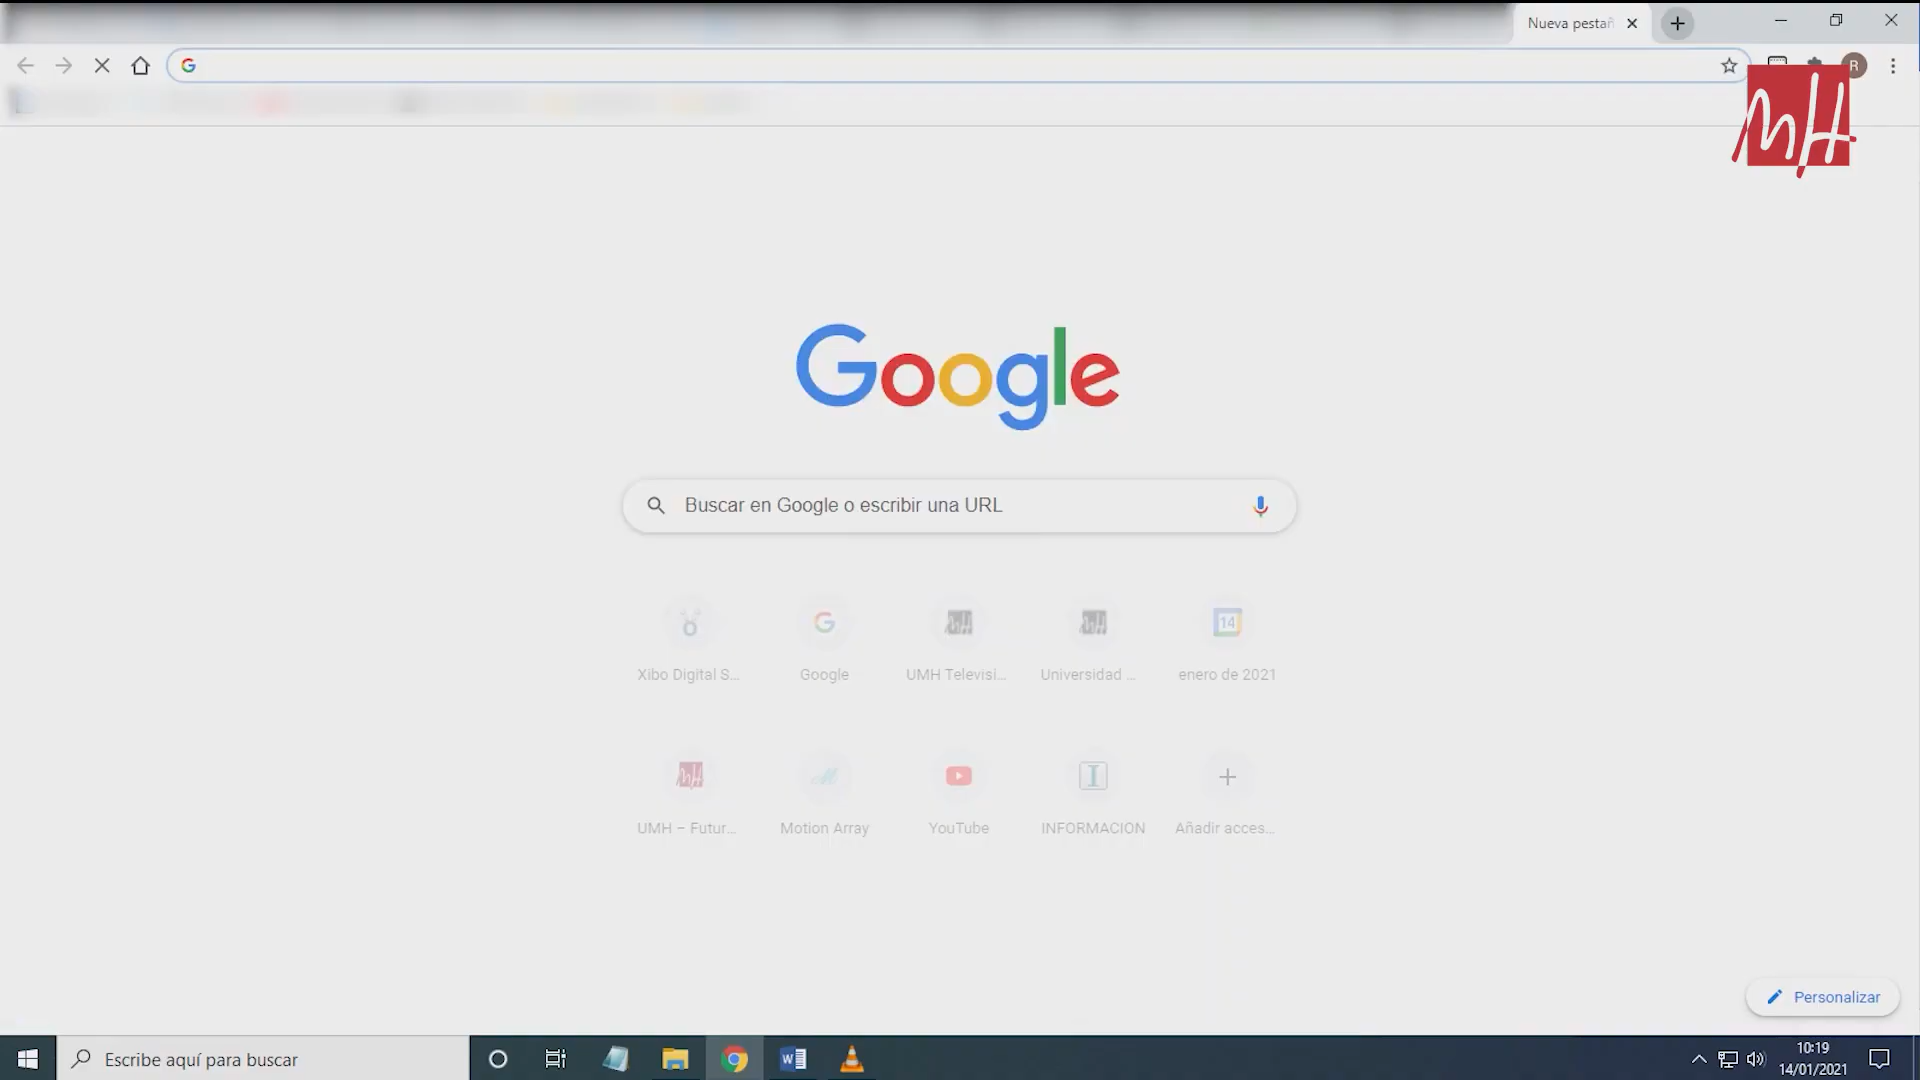 Nueva pestañ
R
MH
Google
Buscar en Google o escribir una URL
Xibo Digital S...
Google
UMH Televisi...
Universidad ...
14
enero de 2021
UMH – Futur...
Motion Array
YouTube
INFORMACION
Añadir acces...
Personalizar
Escribe aquí para buscar
10:19
14/01/2021